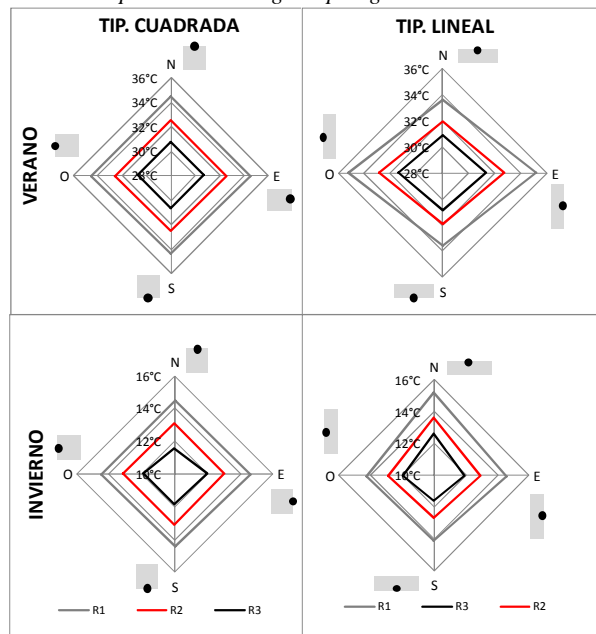 TIP. CUADRADA
TIP. LINEAL
VERANO
N
36°C
34°C
32°C
30°C
28°C
O
E
S
N
36°C
34°C
32°C
30°C
28°C
O
E
S
INVIERNO
N
16°C
14°C
12°C
10°C
O
E
S
N
16°C
14°C
12°C
10°C
O
E
S
R1
R2
R3
R1
R3
R2